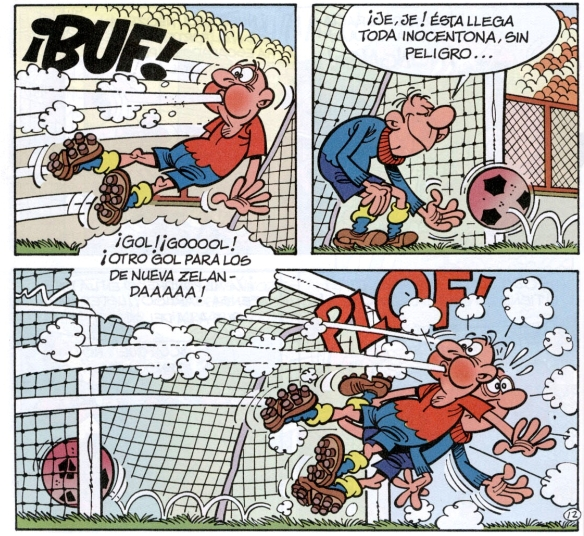 ¡BUF!
¡JE, JE! ÉSTA LLEGA
TODA INOCENTONA, SIN
PELIGRO...
¡GOL! ¡GOOOOL!
¡OTRO GOL PARA LOS
DE NUEVA ZELAN-
DAAAAA!
PLOF!
12